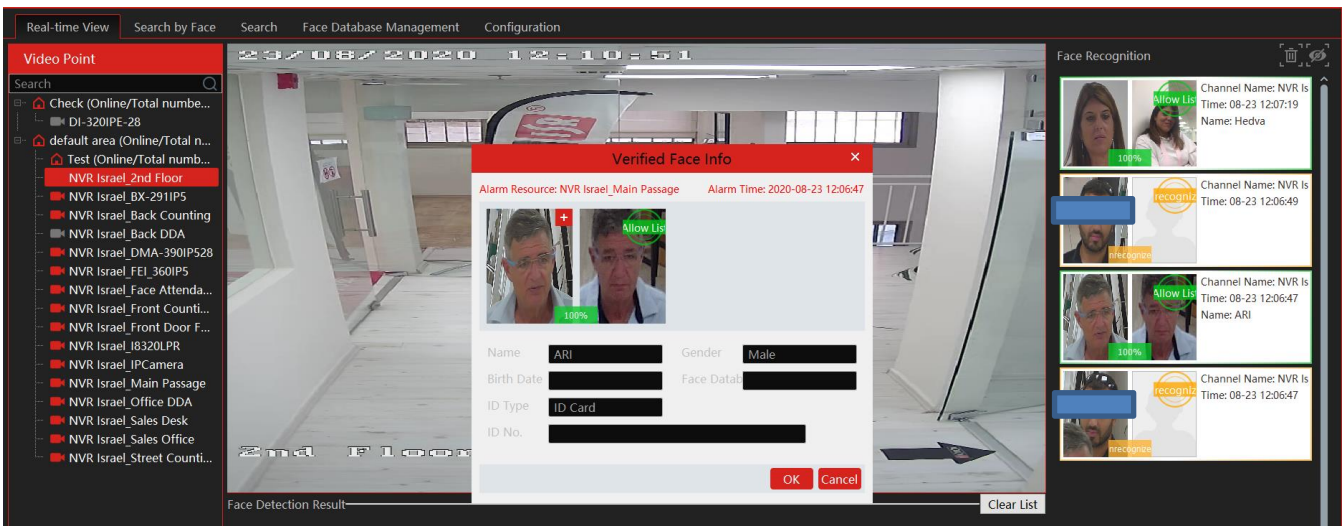 Real-time View Search by Face Search Face Database Management Configuration
Video Point
Search
Check (Online/Total numbe...
DI-320IPE-28
default area (Online/Total n...
Test (Online/Total numb...
NVR Israel_2nd Floor
NVR Israel_BX-291IP5
NVR Israel_Back Counting
NVR Israel_Back DDA
NVR Israel_DMA-390IP528
NVR Israel_FEI_360IP5
NVR Israel_Face Attenda...
NVR Israel_Front Counti...
NVR Israel_Front Door F...
NVR Israel_I8320LPR
NVR Israel_IPCamera
NVR Israel_Main Passage
NVR Israel_Office DDA
NVR Israel_Sales Desk
NVR Israel_Sales Office
NVR Israel_Street Counti...
23/08/2020 12:10:51
2nd Floor
Verified Face Info
Alarm Resource: NVR Israel_Main Passage Alarm Time: 2020-08-23 12:06:47
Allow List
100%
Name ARI Gender Male
Birth Date Face Datab
ID Type ID Card
ID No.
OK Cancel
Face Detection Result Clear List
Face Recognition
Allow List
100%
Channel Name: NVR Is
Time: 08-23 12:07:19
Name: Hedva
recogniz
nrecognize
Channel Name: NVR Is
Time: 08-23 12:06:49
Allow List
100%
Channel Name: NVR Is
Time: 08-23 12:06:47
Name: ARI
recogniz
nrecognize
Channel Name: NVR Is
Time: 08-23 12:06:47